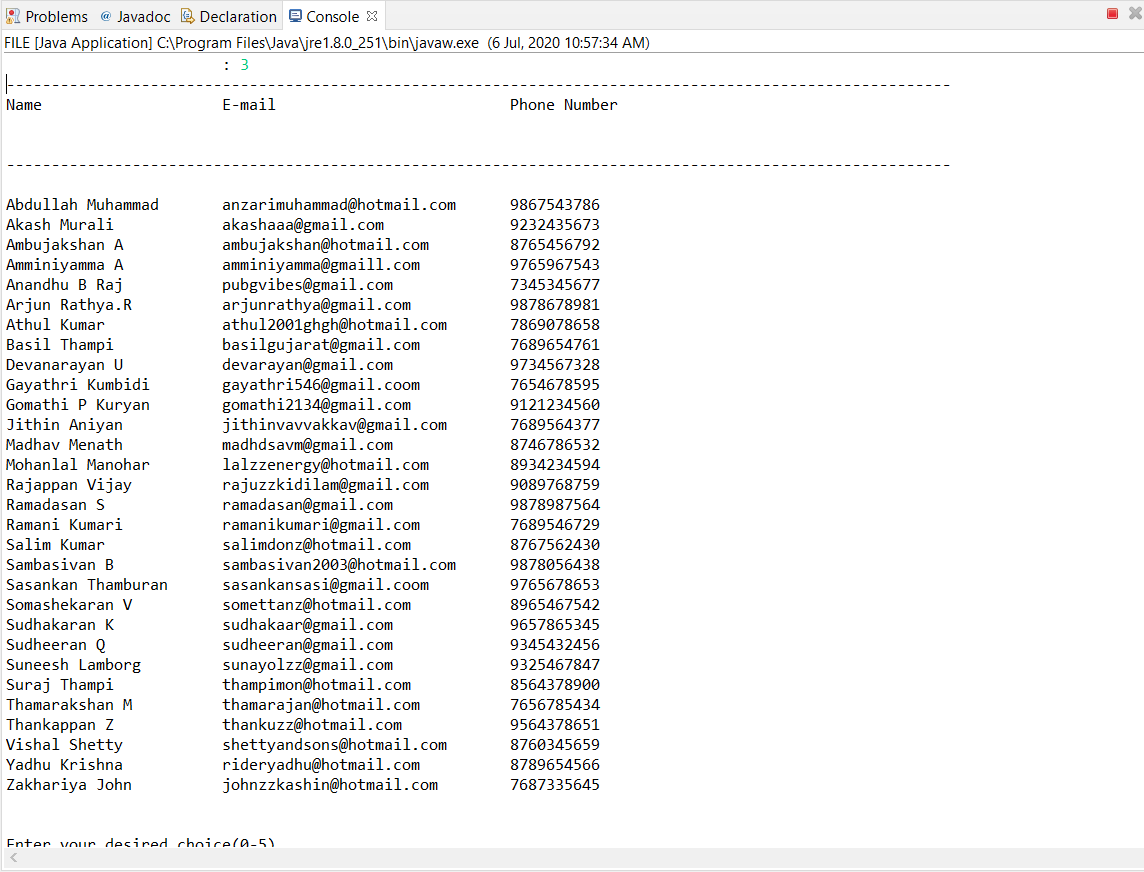 Problems @ Javadoc Declaration Console
FILE [Java Application] C:\Program Files\Java\jre1.8.0_251\bin\javaw.exe (6 Jul, 2020 10:57:34 AM)
: 3
---------------------------------------------------------------------------------------------------------
Name E-mail Phone Number
---------------------------------------------------------------------------------------------------------
Abdullah Muhammad anzarimuhammad@hotmail.com 9867543786
Akash Murali akashaaa@gmail.com 9232435673
Ambujakshan A ambujakshan@hotmail.com 8765456792
Amminiyamma A amminiyamma@gmaill.com 9765967543
Anandhu B Raj pubgvibes@gmail.com 7345345677
Arjun Rathya.R arjunrathya@gmail.com 9878678981
Athul Kumar athul2001ghgh@hotmail.com 7869078658
Basil Thampi basilgujarat@gmail.com 7689654761
Devanarayan U devarayan@gmail.com 9734567328
Gayathri Kumbidi gayathri546@gmail.coom 7654678595
Gomathi P Kuryan gomathi2134@gmail.com 9121234560
Jithin Aniyan jithinvavvakkav@gmail.com 7689564377
Madhav Menath madhdsavm@gmail.com 8746786532
Mohanlal Manohar lalzzenergy@hotmail.com 8934234594
Rajappan Vijay rajuzzkidilam@gmail.com 9089768759
Ramadasan S ramadasan@gmail.com 9878987564
Ramani Kumari ramanikumari@gmail.com 7689546729
Salim Kumar salimdonz@hotmail.com 8767562430
Sambasivan B sambasivan2003@hotmail.com 9878056438
Sasankan Thamburan sasankansasi@gmail.coom 9765678653
Somashekaran V somettanz@hotmail.com 8965467542
Sudhakaran K sudhakaar@gmail.com 9657865345
Sudheeran Q sudheeran@gmail.com 9345432456
Suneesh Lamborg sunayolzz@gmail.com 9325467847
Suraj Thampi thampimon@hotmail.com 8564378900
Thamarakshan M thamarajan@hotmail.com 7656785434
Thankappan Z thankuzz@hotmail.com 9564378651
Vishal Shetty shettyandsons@hotmail.com 8760345659
Yadhu Krishna rideryadhu@hotmail.com 8789654566
Zakhariya John johnzzkashin@hotmail.com 7687335645
Enter your desired choice(0-5)